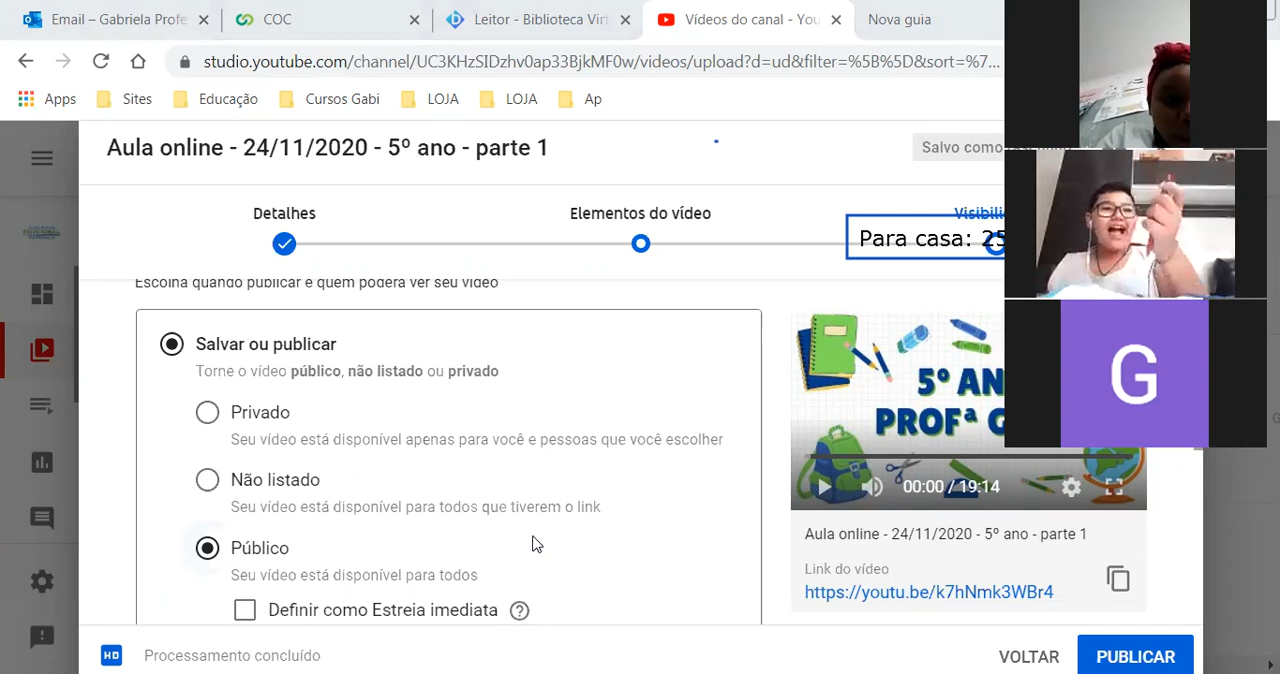 Email – Gabriela Profe
COC
Leitor - Biblioteca Virt
Vídeos do canal - You
Nova guia
studio.youtube.com/channel/UC3KHzSIDzhv0ap33BjkMF0w/videos/upload?d=ud&filter=%5B%5D&sort=%7...
Apps
Sites
Educação
Cursos Gabi
LOJA
LOJA
Ap
Aula online - 24/11/2020 - 5º ano - parte 1
Salvo como
Detalhes
Elementos do vídeo
Visibili
Para casa: 25
Escolha quando publicar e quem poderá ver seu vídeo
Salvar ou publicar
Torne o vídeo público, não listado ou privado
Privado
Seu vídeo está disponível apenas para você e pessoas que você escolher
Não listado
Seu vídeo está disponível para todos que tiverem o link
Público
Seu vídeo está disponível para todos
Definir como Estreia imediata
5º AN
PROFª G
00:00 / 19:14
Aula online - 24/11/2020 - 5º ano - parte 1
Link do vídeo
https://youtu.be/k7hNmk3WBr4
G
HD
Processamento concluído
VOLTAR
PUBLICAR